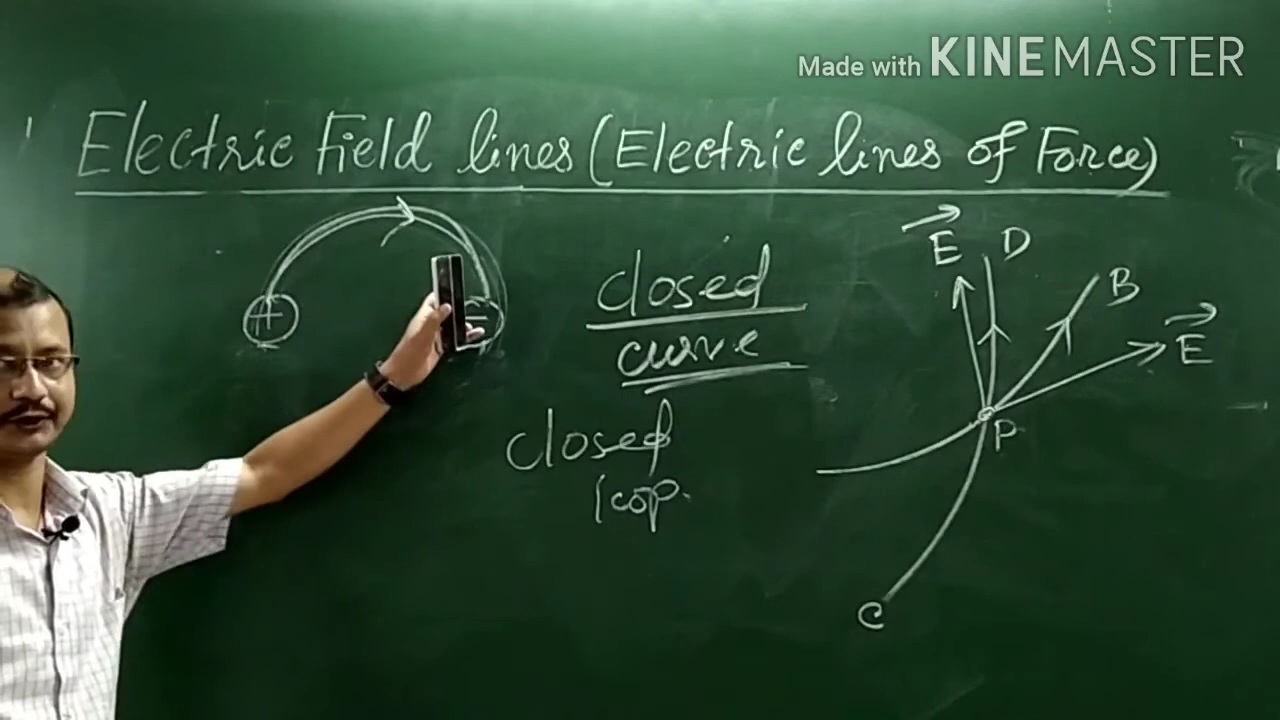 Made with KINEMASTER
Electric Field lines (Electric lines of Force)
+
−
closed
curve
closed
loop.
E
D
B
E
P
C